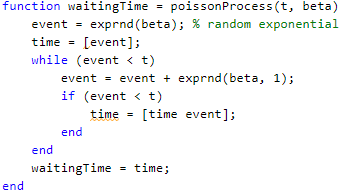 function waitingTime = poissonProcess(t, beta)
    event = exprnd(beta); % random exponential
    time = [event];
    while (event < t)
        event = event + exprnd(beta, 1);
        if (event < t)
            time = [time event];
        end
    end
    waitingTime = time;
end